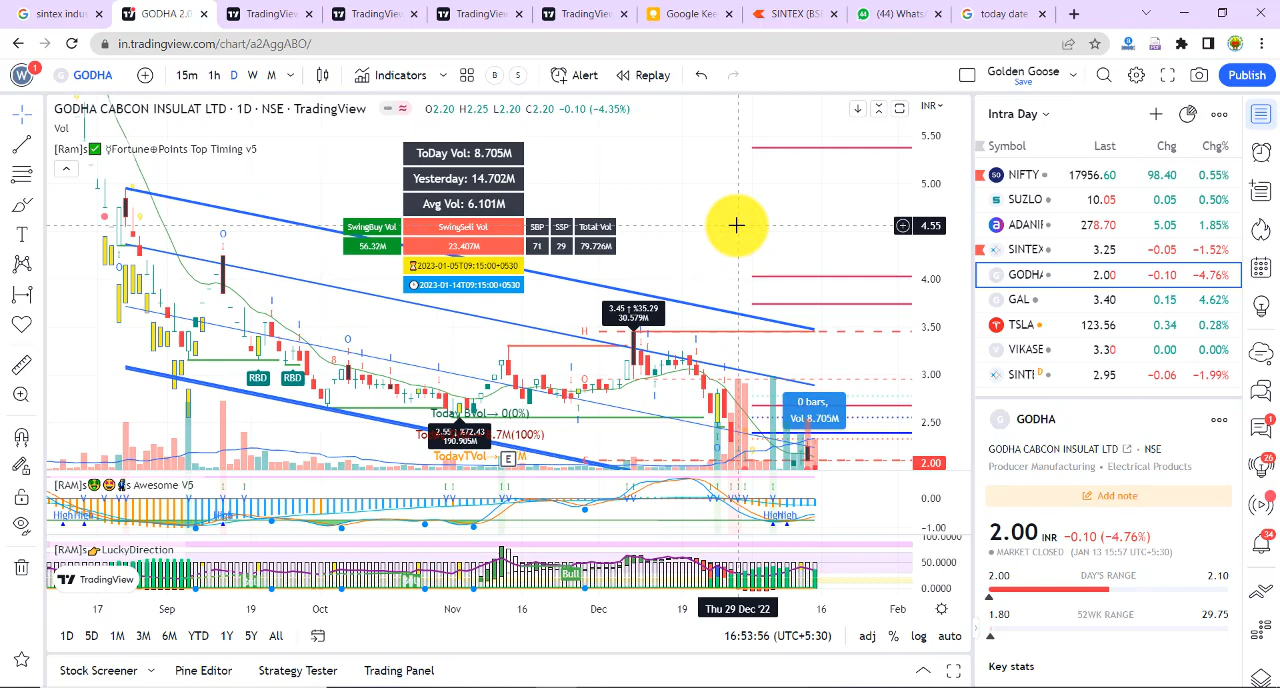 sintex indus
GODHA 2.0
TradingView
TradingView
TradingView
TradingView
Google Kee
SINTEX (BS
(44) Whats
today date
in.tradingview.com/chart/a2AggABO/
W 1 GODHA 15m 1h D W M Indicators B S Alert Replay Golden Goose Save Publish
GODHA CABCON INSULAT LTD · 1D · NSE · TradingView O2.20 H2.25 L2.20 C2.20 -0.10 (-4.35%) INR
Vol
[Ram]s✅ Fortune Points Top Timing v5
ToDay Vol: 8.705M
Yesterday: 14.702M
Avg Vol: 6.101M
SwingBuy Vol SwingSell Vol SBP SSP Total Vol
56.32M 23.407M 71 29 79.726M
2023-01-05T09:15:00+0530
2023-01-14T09:15:00+0530
3.45 ↑ %35.29
30.579M
RBD RBD
2.55 ↑ %72.43
190.905M
0(0%)
(100%)
TodayTVol→
E
0 bars,
Vol 8.705M
5.50
5.00
4.55
4.00
3.50
3.00
2.50
2.00
[Ram]s Awesome V5
0.00
-1.00
[RAM]s👉LuckyDirection
Bull
TradingView
100.0000
50.0000
0.0000
17 Sep 19 Oct 17 Nov 16 Dec 19 Thu 29 Dec '22 16 Feb
1D 5D 1M 3M 6M YTD 1Y 5Y
16:53:56 (UTC+5:30) adj % log auto
Stock Screener Pine Editor Strategy Tester Trading Panel
Intra Day
Symbol Last Chg Chg%
NIFTY 17956.60 98.40 0.55%
SUZLO 10.05 0.05 0.50%
ADANIF 278.70 5.05 1.85%
SINTEX 3.25 -0.05 -1.52%
GODHA 2.00 -0.10 -4.76%
GAL 3.40 0.15 4.62%
TSLA 123.56 0.34 0.28%
VIKASE 3.30 0.00 0.00%
SINTI D 2.95 -0.06 -1.99%
GODHA
GODHA CABCON INSULAT LTD · NSE
Producer Manufacturing · Electrical Products
Add note
2.00 INR -0.10 (-4.76%)
MARKET CLOSED (JAN 13 15:57 UTC+5:30)
2.00 DAY'S RANGE 2.10
1.80 52WK RANGE 29.75
Key stats
1
26
34